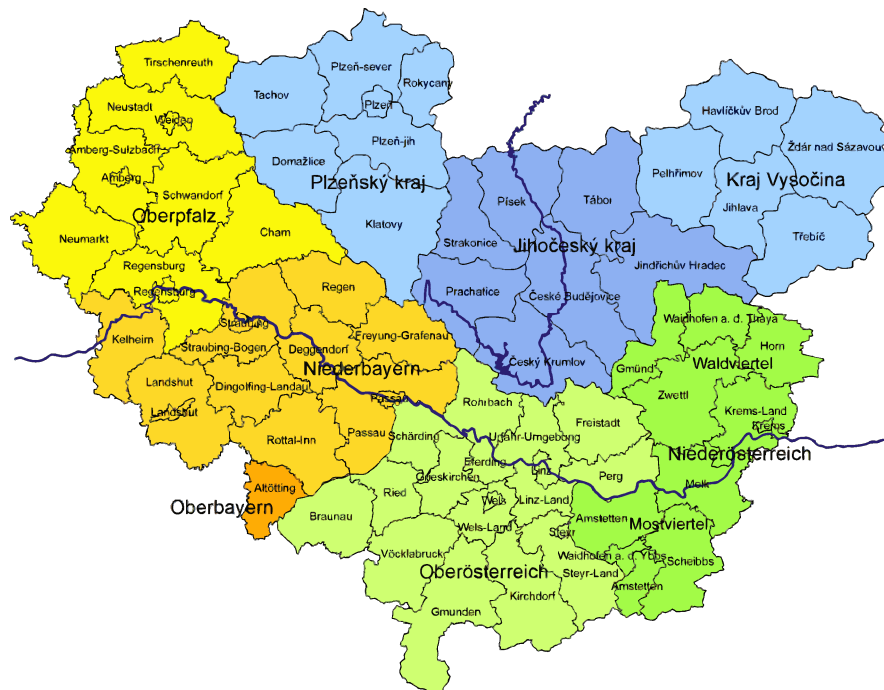 Tirschenreuth
Plzeň-sever
Rokycany
Tachov
Plzeň
Neustadt
Weiden
Havlíčkův Brod
Plzeň-jih
Amberg-Sulzbach
Žďár nad Sázavou
Domažlice
Pelhřimov
Amberg
Plzeňský kraj
Kraj Vysočina
Schwandorf
Písek
Tábor
Oberpfalz
Jihlava
Klatovy
Cham
Třebíč
Neumarkt
Strakonice
Jihočeský kraj
Jindřichův Hradec
Regensburg
Regen
Regensburg
Prachatice
České Budějovice
Straubing
Waidhofen a. d. Thaya
Kelheim
Freyung-Grafenau
Straubing-Bogen
Deggendorf
Horn
Český Krumlov
Waldviertel
Niederbayern
Gmünd
Landshut
Dingolfing-Landau
Zwettl
Rohrbach
Passau
Landshut
Krems-Land
Freistadt
Krems
Rottal-Inn
Passau
Schärding
Urfahr-Umgebung
Niederösterreich
Eferding
Linz
Grieskirchen
Perg
Melk
Altötting
Ried
Oberbayern
Wels
Linz-Land
Amstetten
Braunau
Mostviertel
Wels-Land
Steyr
Vöcklabruck
Waidhofen a. d. Ybbs
Scheibbs
Oberösterreich
Steyr-Land
Amstetten
Kirchdorf
Gmunden